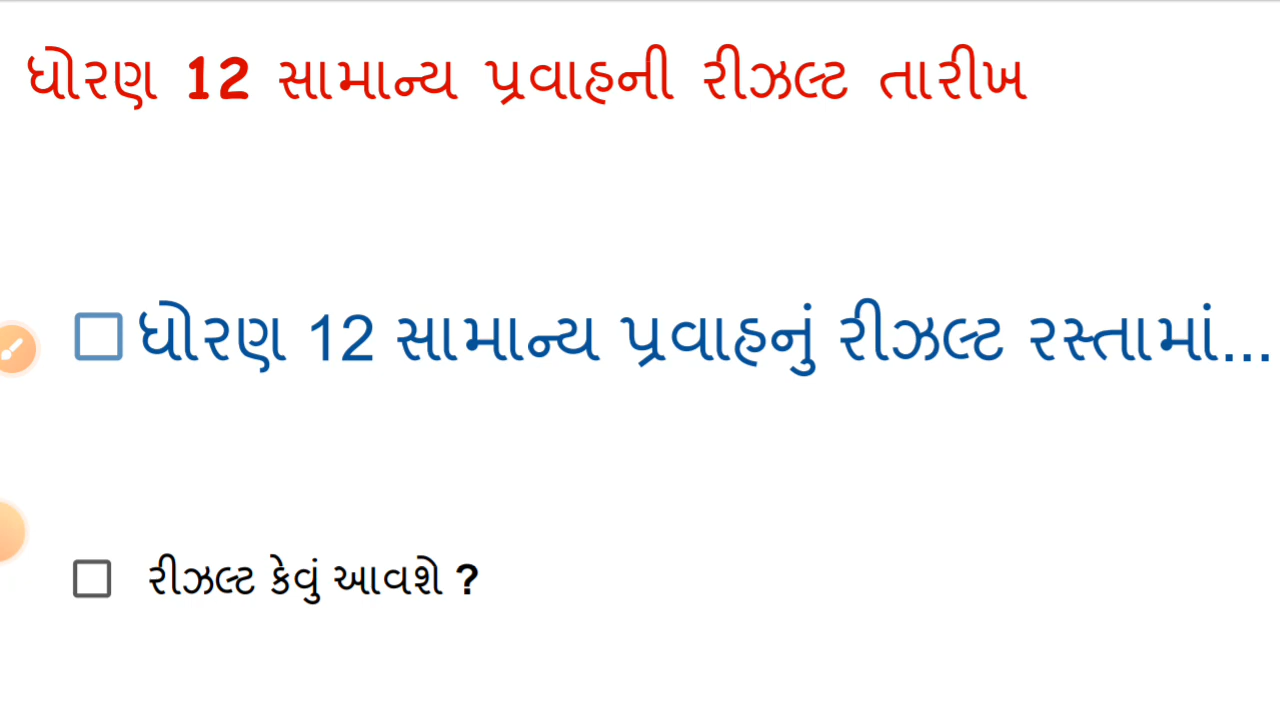 ધોરણ 12 સામાન્ય પ્રવાહની રીઝલ્ટ તારીખ
ધોરણ 12 સામાન્ય પ્રવાહનું રીઝલ્ટ રસ્તામાં...
રીઝલ્ટ કેવું આવશે ?